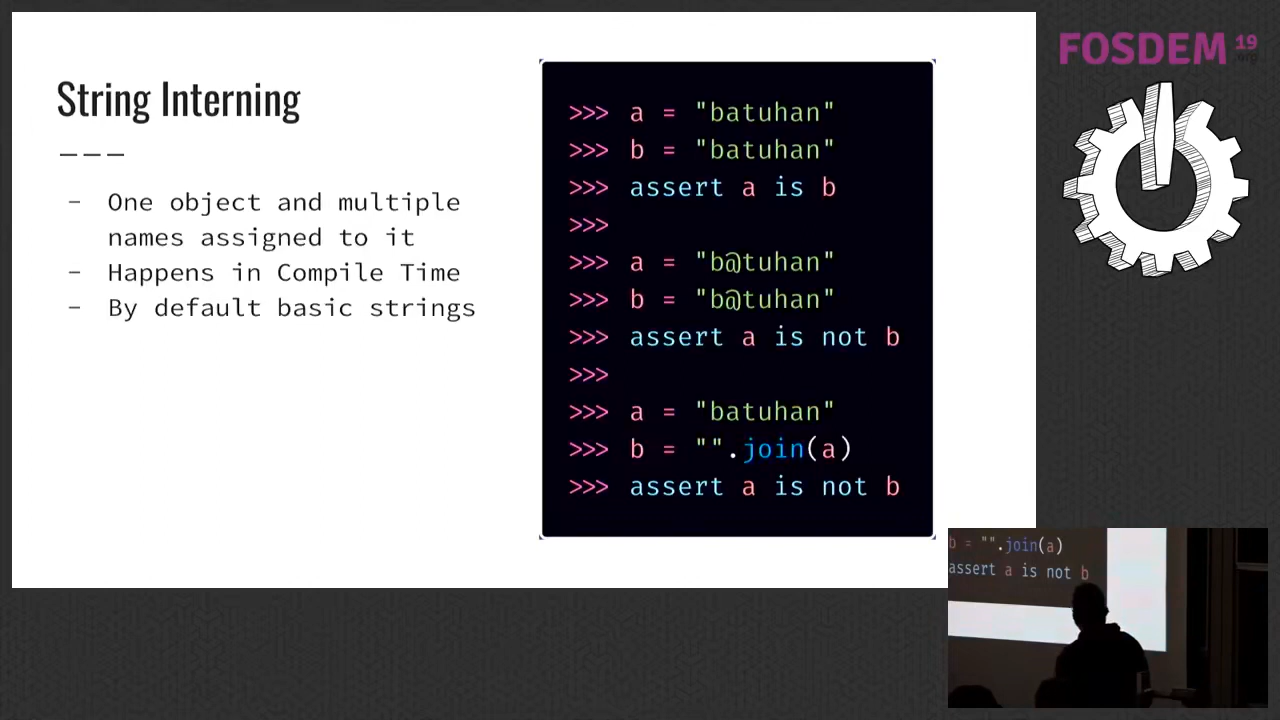 String Interning
- One object and multiple
names assigned to it
- Happens in Compile Time
- By default basic strings
>>> a = "batuhan"
>>> b = "batuhan"
>>> assert a is b
>>>
>>> a = "b@tuhan"
>>> b = "b@tuhan"
>>> assert a is not b
>>>
>>> a = "batuhan"
>>> b = "".join(a)
>>> assert a is not b
FOSDEM 19
b = "".join(a)
assert a is not b